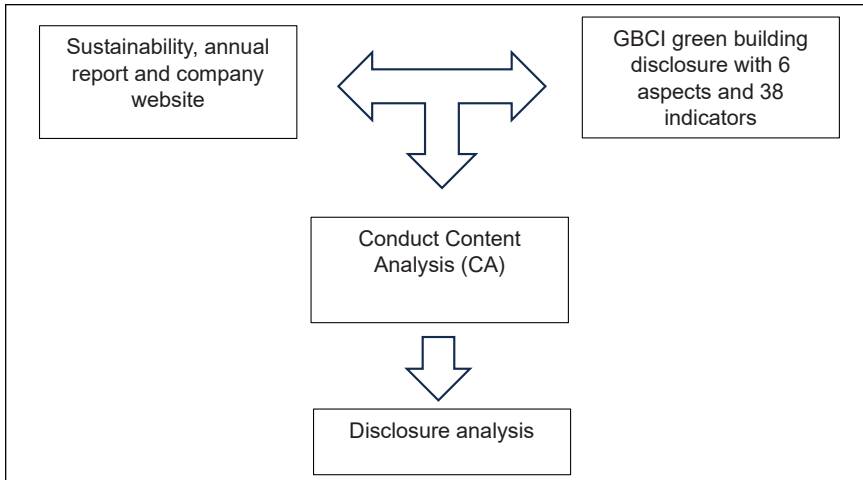 Sustainability, annual
report and company
website
GBCI green building
disclosure with 6
aspects and 38
indicators
Conduct Content
Analysis (CA)
Disclosure analysis